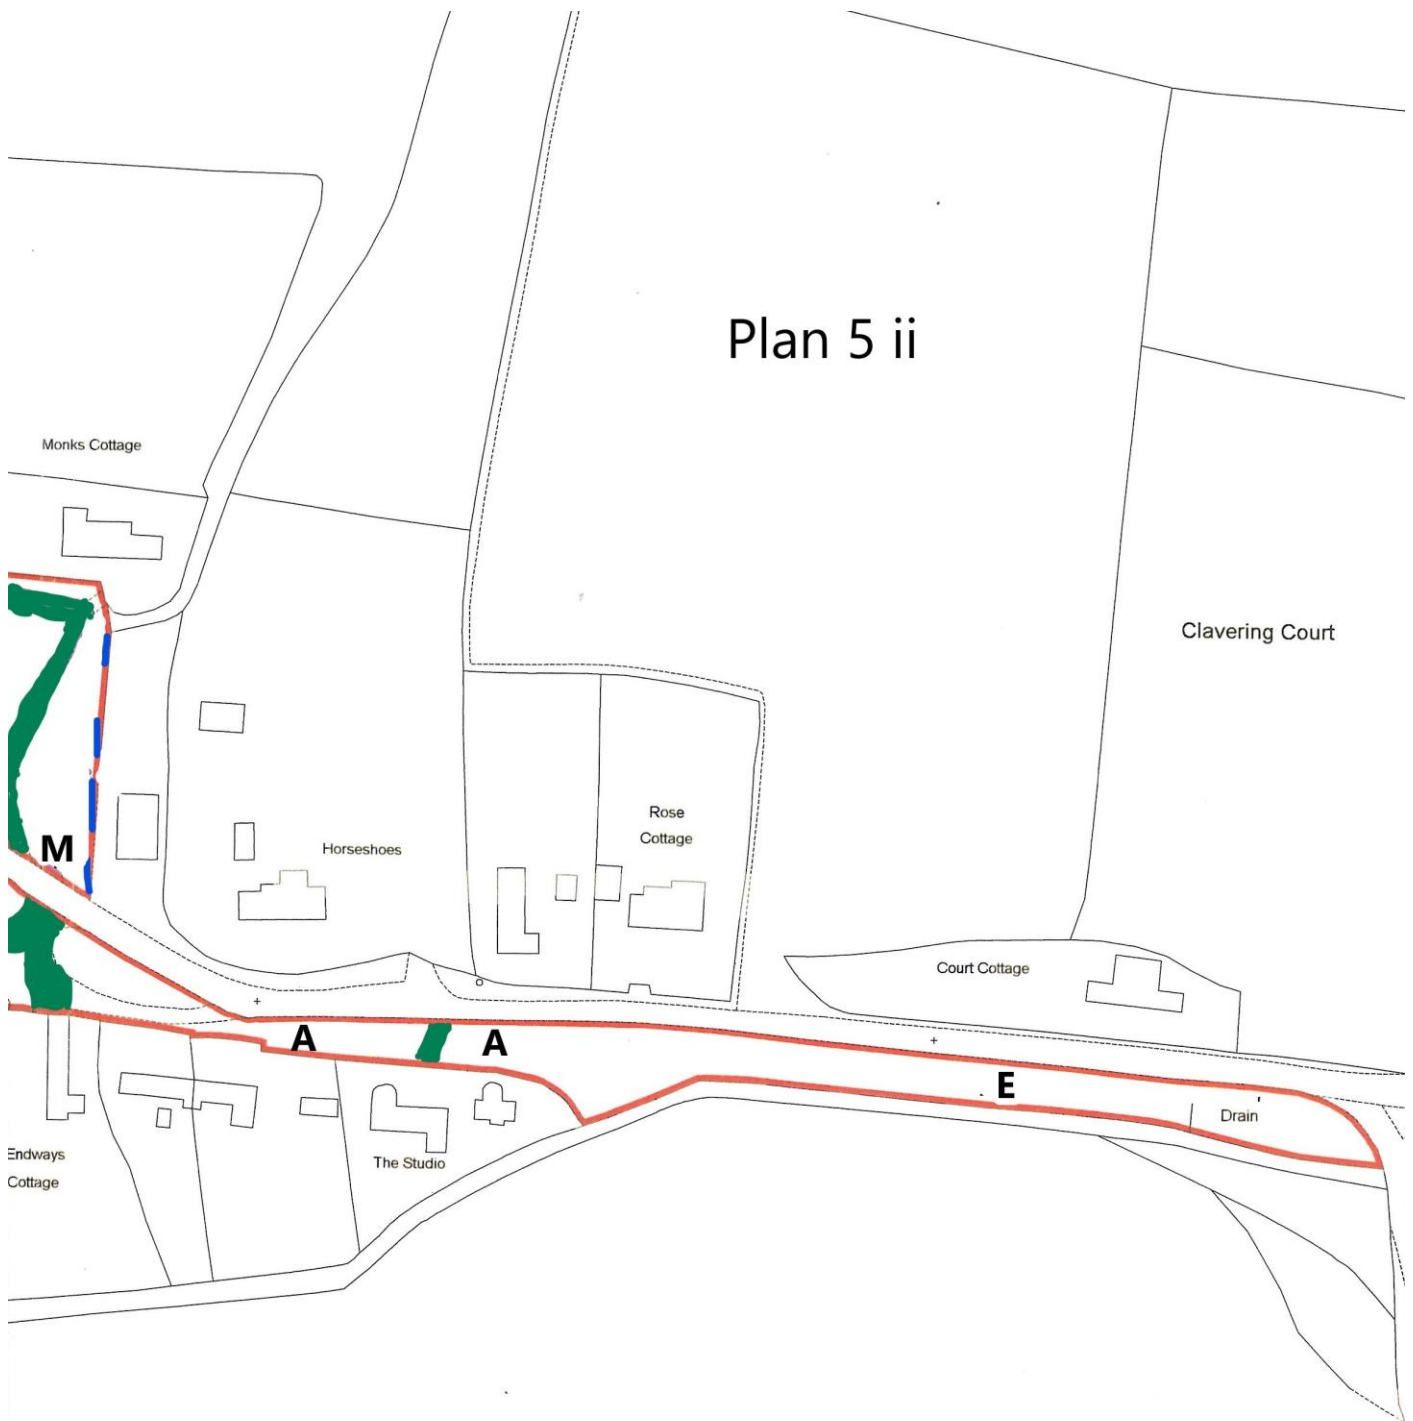 Plan 5 ii
Monks Cottage
Clavering Court
M
Horseshoes
Rose
Cottage
Court Cottage
A
A
E
Drain
Endways
Cottage
The Studio